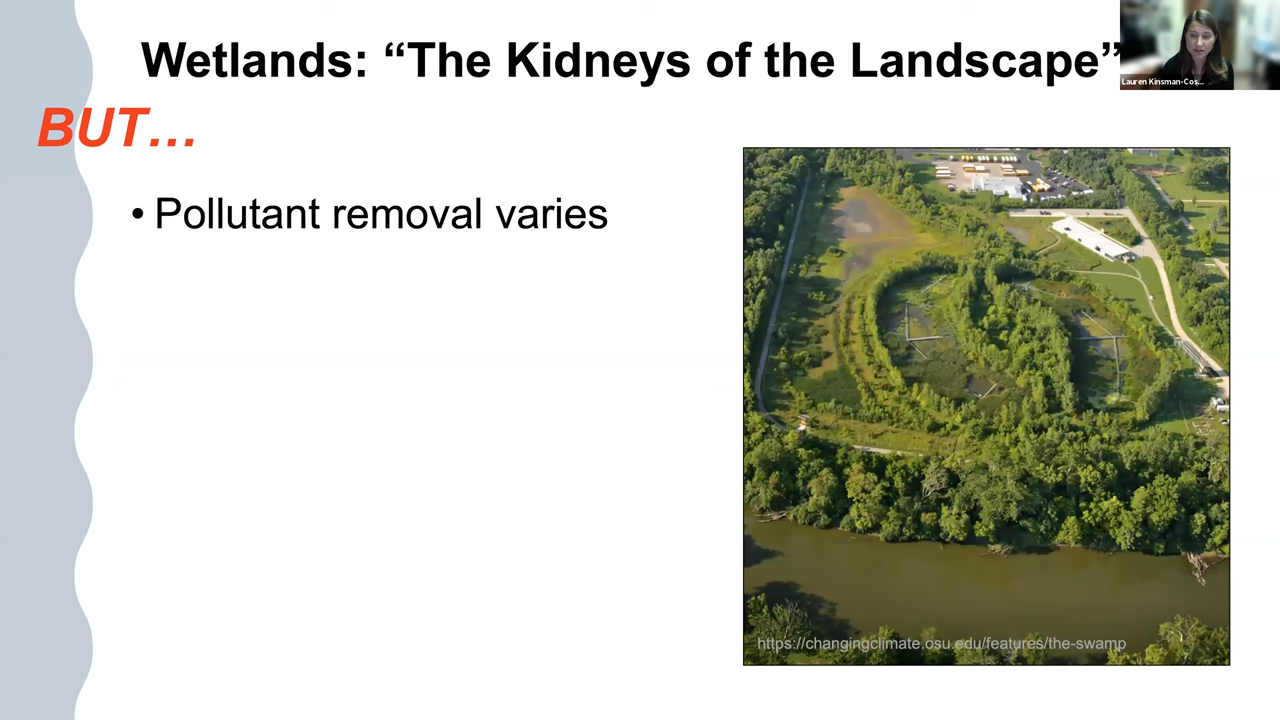 Wetlands: “The Kidneys of the Landscape”
Lauren Kinsman-Cos...
BUT…
• Pollutant removal varies
https://changingclimate.osu.edu/features/the-swamp